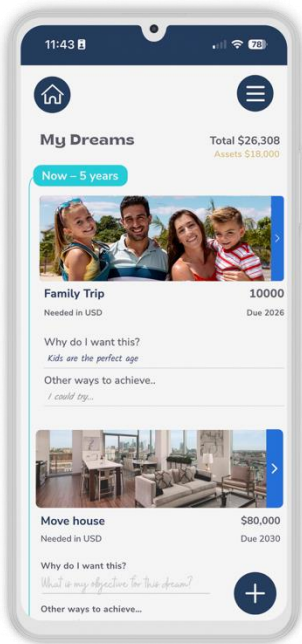 11:43
78
My Dreams
Total $26,308
Assets $18,000
Now – 5 years
Family Trip 10000
Needed in USD Due 2026
Why do I want this?
Kids are the perfect age
Other ways to achieve..
I could try...
Move house $80,000
Needed in USD Due 2030
Why do I want this?
What is my objective for this dream?
Other ways to achieve...